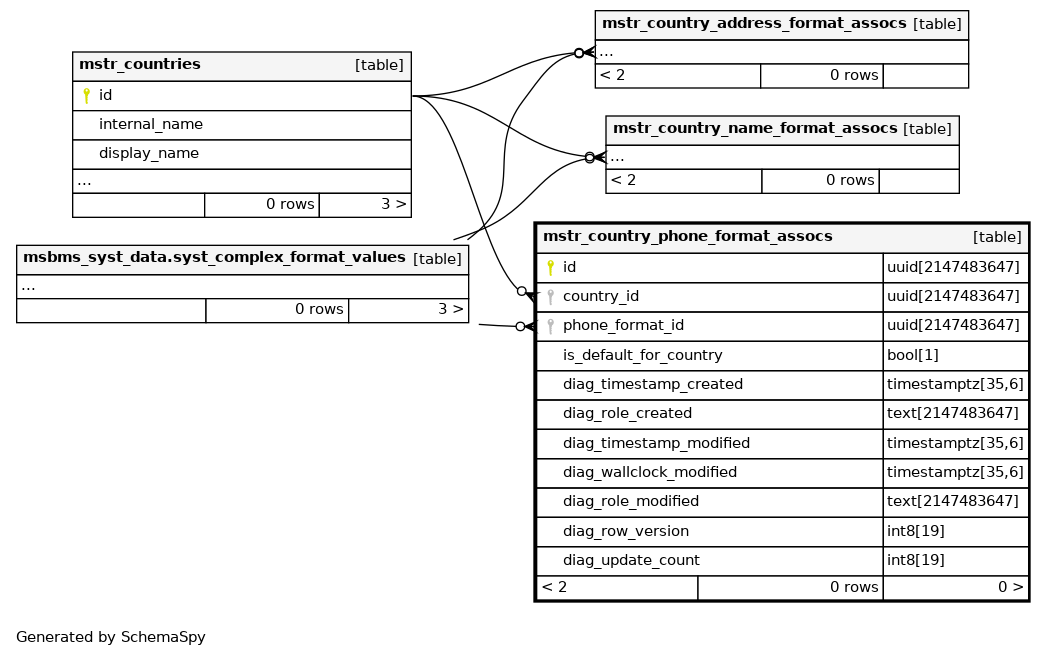 mstr_country_address_format_assocs [table]
...
< 2 0 rows
mstr_countries [table]
id
internal_name
display_name
...
0 rows 3 >
mstr_country_name_format_assocs [table]
...
< 2 0 rows
msbms_syst_data.syst_complex_format_values [table]
...
0 rows 3 >
mstr_country_phone_format_assocs [table]
id uuid[2147483647]
country_id uuid[2147483647]
phone_format_id uuid[2147483647]
is_default_for_country bool[1]
diag_timestamp_created timestamptz[35,6]
diag_role_created text[2147483647]
diag_timestamp_modified timestamptz[35,6]
diag_wallclock_modified timestamptz[35,6]
diag_role_modified text[2147483647]
diag_row_version int8[19]
diag_update_count int8[19]
< 2 0 rows 0 >
Generated by SchemaSpy